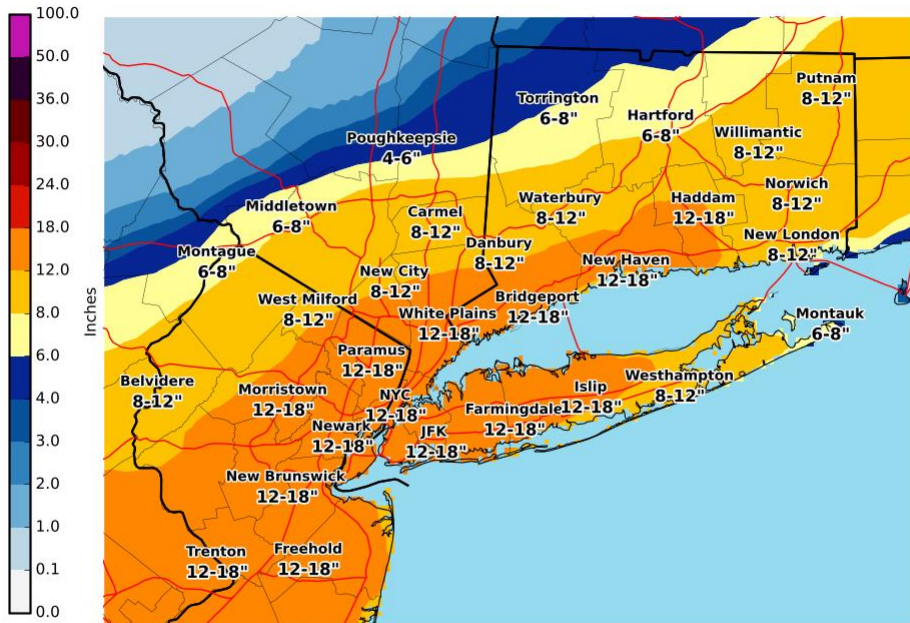 100.0
50.0
36.0
30.0
24.0
18.0
12.0
8.0
6.0
4.0
3.0
2.0
1.0
0.1
0.0
Inches
Putnam
8-12"
Torrington
6-8"
Hartford
6-8"
Willimantic
8-12"
Poughkeepsie
4-6"
Middletown
6-8"
Carmel
8-12"
Waterbury
8-12"
Haddam
12-18"
Norwich
8-12"
Montague
6-8"
Danbury
8-12"
New London
8-12"
New City
8-12"
New Haven
12-18"
West Milford
8-12"
White Plains
12-18"
Bridgeport
12-18"
Montauk
6-8"
Paramus
12-18"
Belvidere
8-12"
Morristown
12-18"
NYC
12-18"
Islip
12-18"
Westhampton
8-12"
Newark
12-18"
JFK
12-18"
Farmingdale
12-18"
New Brunswick
12-18"
Trenton
12-18"
Freehold
12-18"